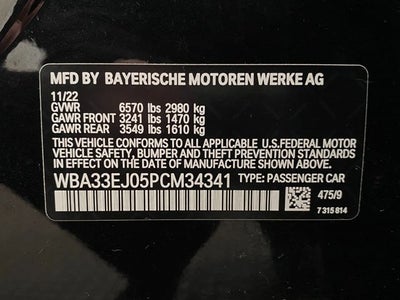 MFD BY BAYERISCHE MOTOREN WERKE AG
11/22
GVWR 6570 lbs 2980 kg
GAWR FRONT 3241 lbs 1470 kg
GAWR REAR 3549 lbs 1610 kg
THIS VEHICLE CONFORMS TO ALL APPLICABLE
U.S.FEDERAL MOTOR VEHICLE SAFETY, BUMPER, AND
THEFT PREVENTION STANDARDS IN EFFECT ON THE
DATE OF MANUFACTURE SHOWN ABOVE.
WBA33EJ05PCM34341 TYPE: PASSENGER CAR
475/9
7 315 814